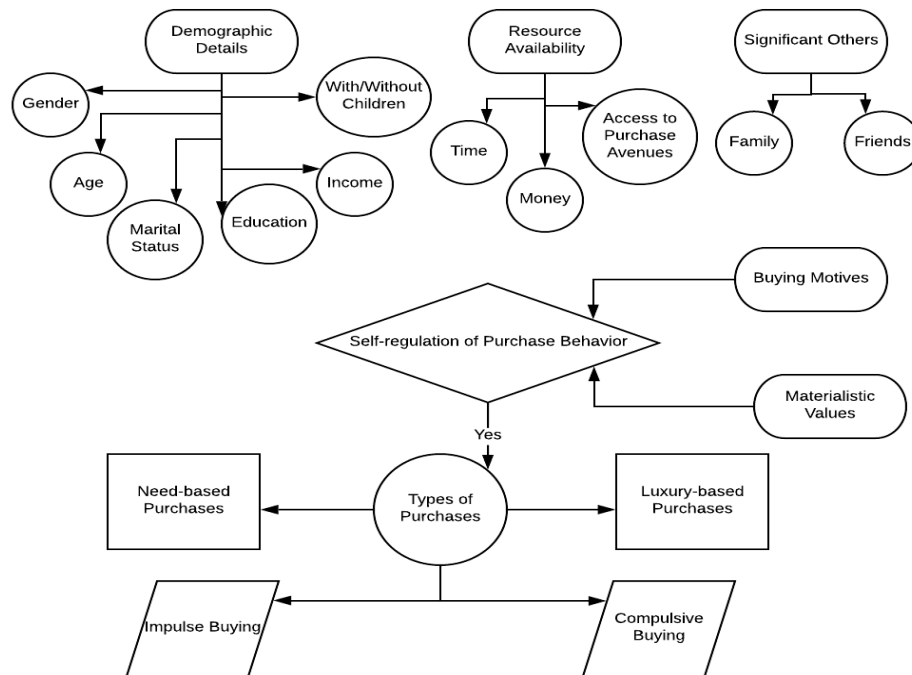 Demographic
Details
Resource
Availability
Significant Others
Gender
With/Without
Children
Age
Marital
Status
Education
Income
Time
Money
Access to
Purchase
Avenues
Family
Friends
Buying Motives
Self-regulation of Purchase Behavior
Materialistic
Values
Yes
Need-based
Purchases
Types of
Purchases
Luxury-based
Purchases
Impulse Buying
Compulsive
Buying